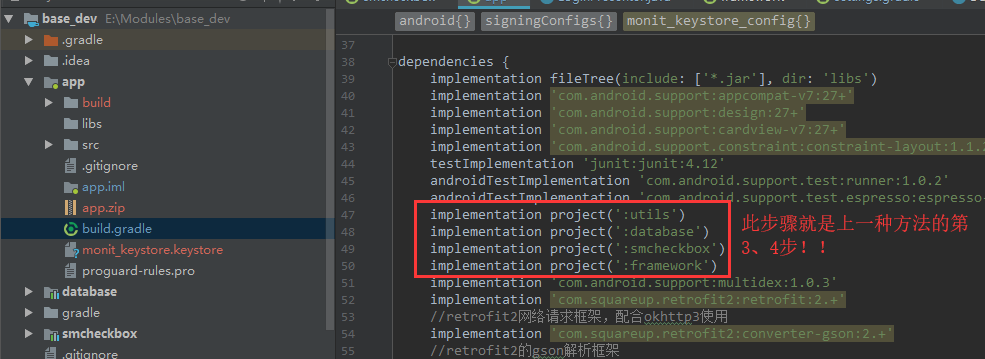 base_dev E:\Modules\base_dev
.gradle
.idea
app
build
libs
src
.gitignore
app.iml
app.zip
build.gradle
monit_keystore.keystore
proguard-rules.pro
database
gradle
smcheckbox
.gitignore
android{} signingConfigs{} monit_keystore_config{}
37
38 dependencies {
39 implementation fileTree(include: ['*.jar'], dir: 'libs')
40 implementation 'com.android.support:appcompat-v7:27+'
41 implementation 'com.android.support:design:27+'
42 implementation 'com.android.support:cardview-v7:27+'
43 implementation 'com.android.support.constraint:constraint-layout:1.1.2
44 testImplementation 'junit:junit:4.12'
45 androidTestImplementation 'com.android.support.test:runner:1.0.2'
46 androidTestImplementation 'com.android.support.test.espresso:espresso-
47 implementation project(':utils')
48 implementation project(':database')
49 implementation project(':smcheckbox')
50 implementation project(':framework')
51 implementation 'com.android.support:multidex:1.0.3'
52 implementation 'com.squareup.retrofit2:retrofit:2.+'
53 //retrofit2网络请求框架，配合okhttp3使用
54 implementation 'com.squareup.retrofit2:converter-gson:2.+'
55 //retrofit2的gson解析框架
此步骤就是上一种方法的第
3、4步！！